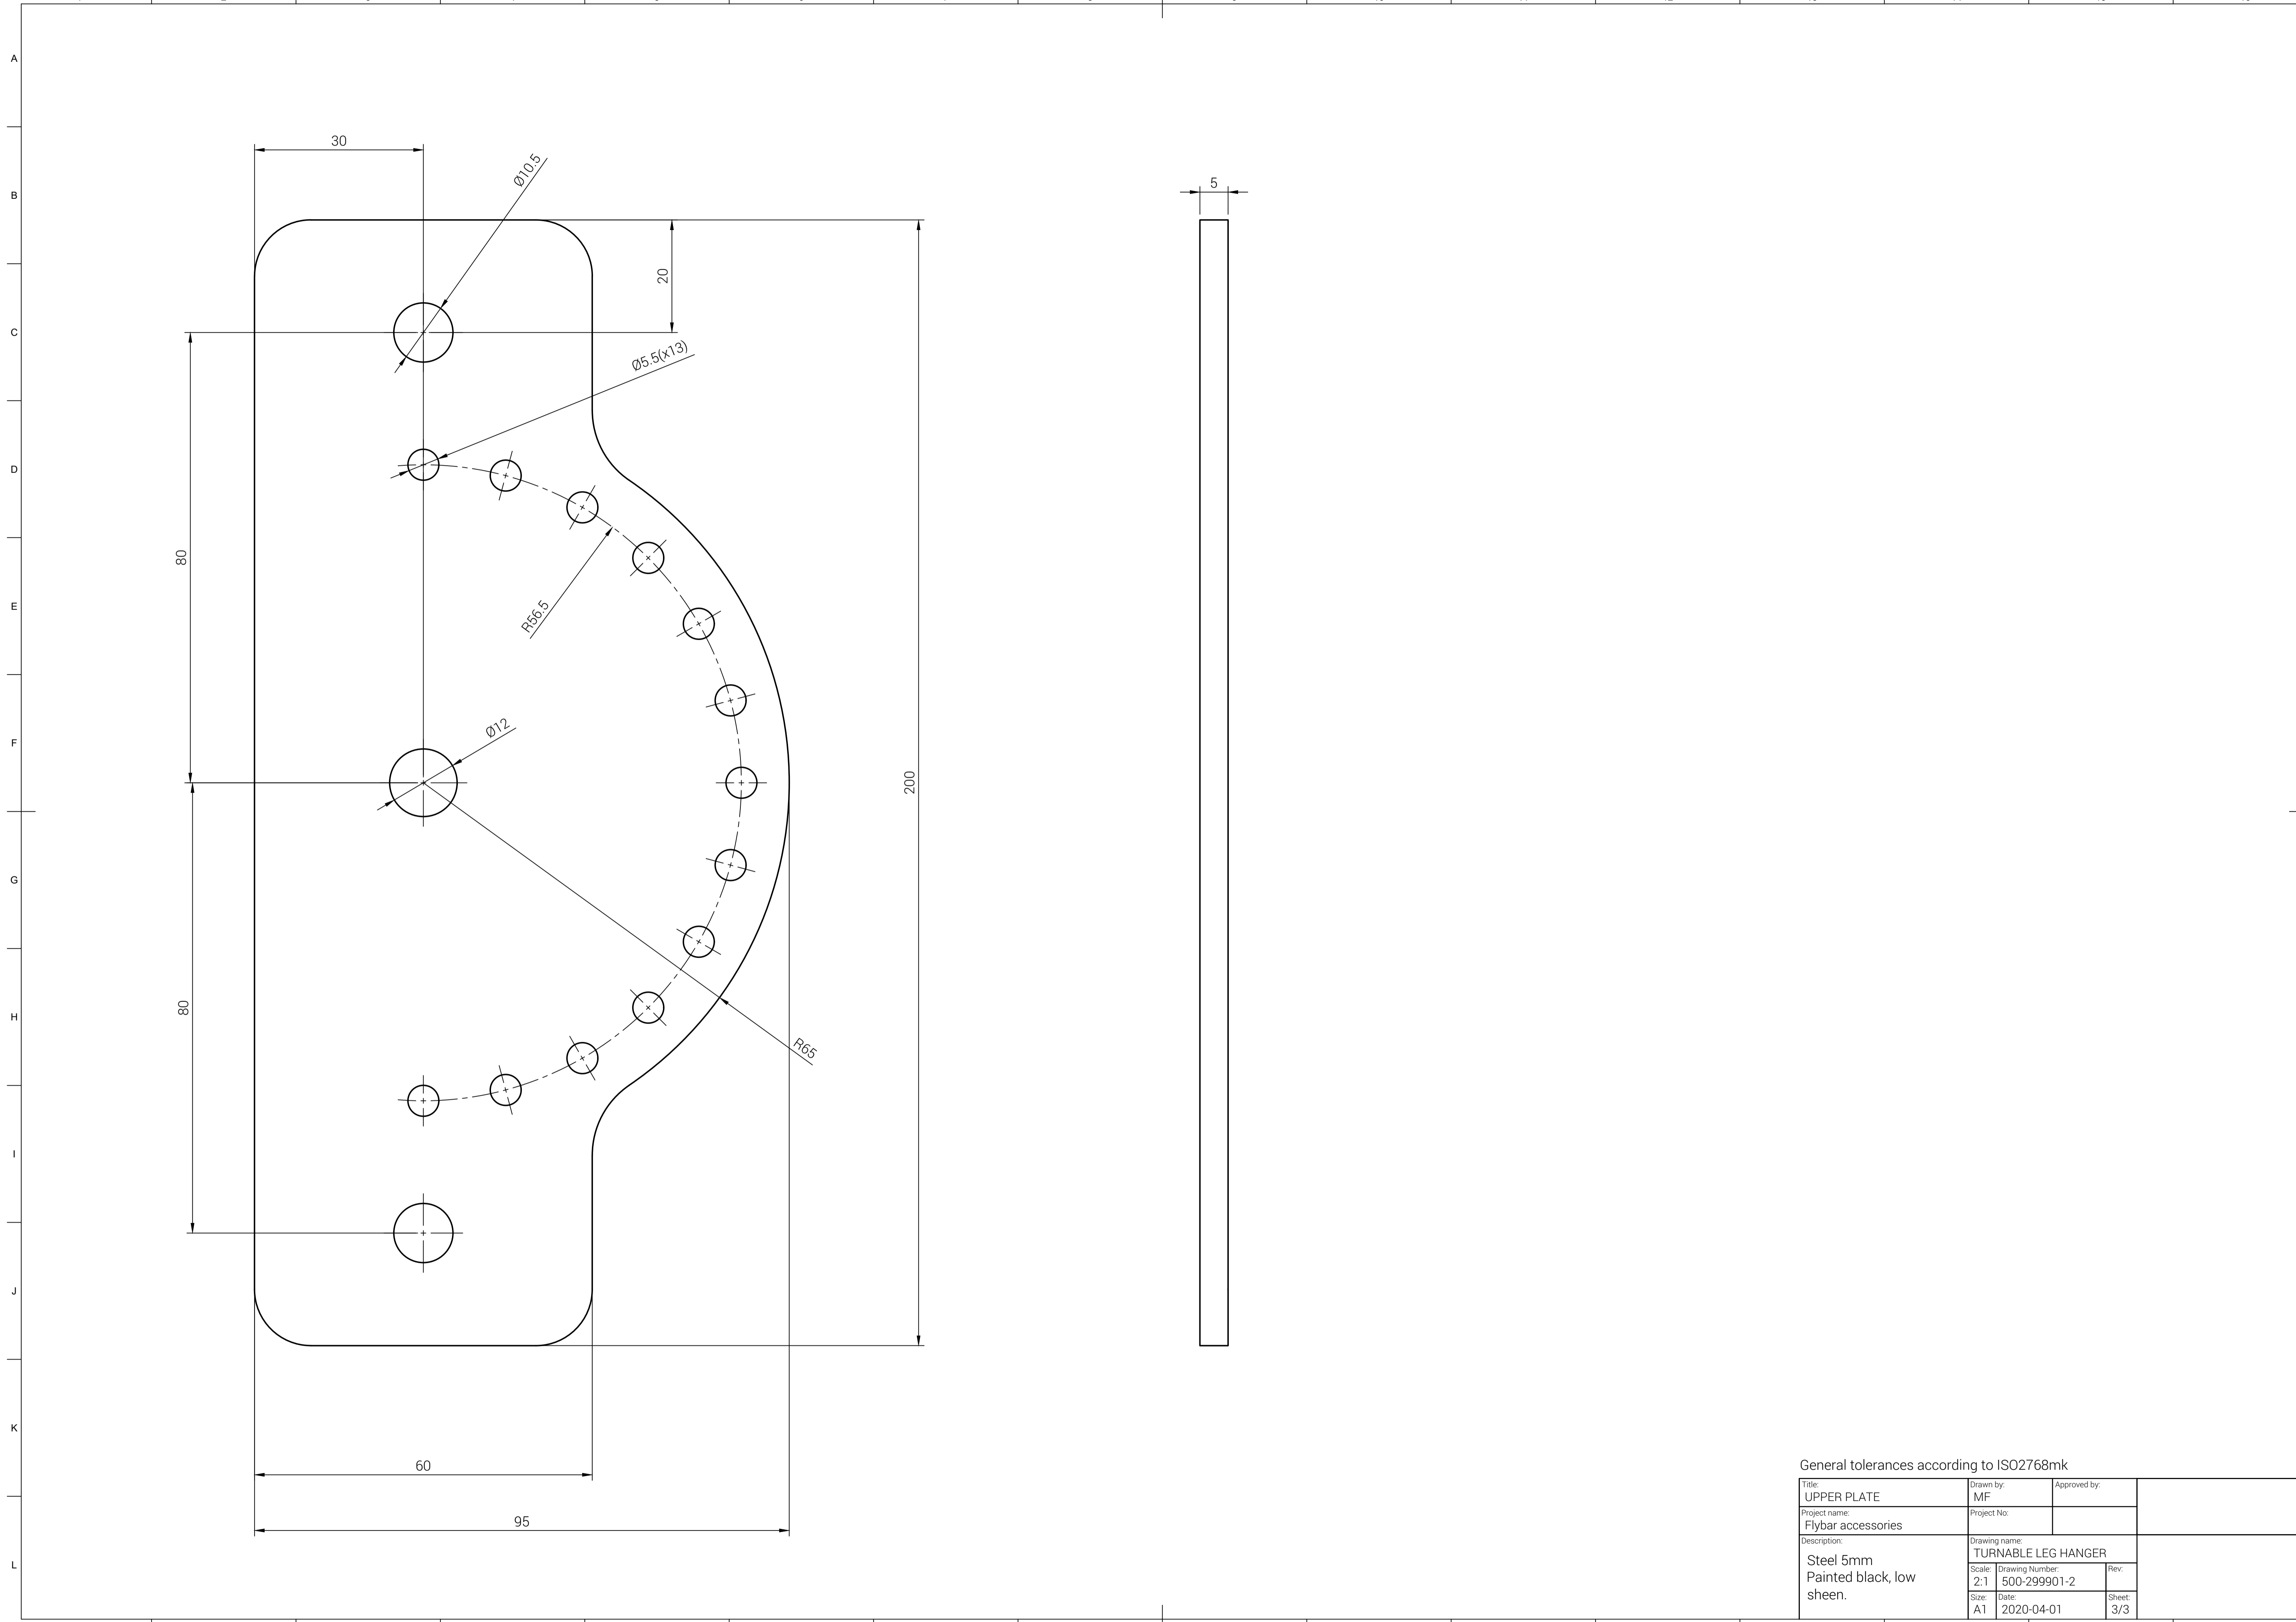 A
B
C
D
E
F
G
H
I
J
K
L
30
Ø10.5
5
20
Ø5.5(x13)
80
R56.5
Ø12
200
80
R65
60
95
General tolerances according to ISO2768mk
Title:
UPPER PLATE
Drawn by:
MF
Approved by:
Project name:
Flybar accessories
Project No:
Description:
Steel 5mm
Painted black, low
sheen.
Drawing name:
TURNABLE LEG HANGER
Scale:
2:1
Drawing Number:
500-299901-2
Rev:
Size:
A1
Date:
2020-04-01
Sheet:
3/3